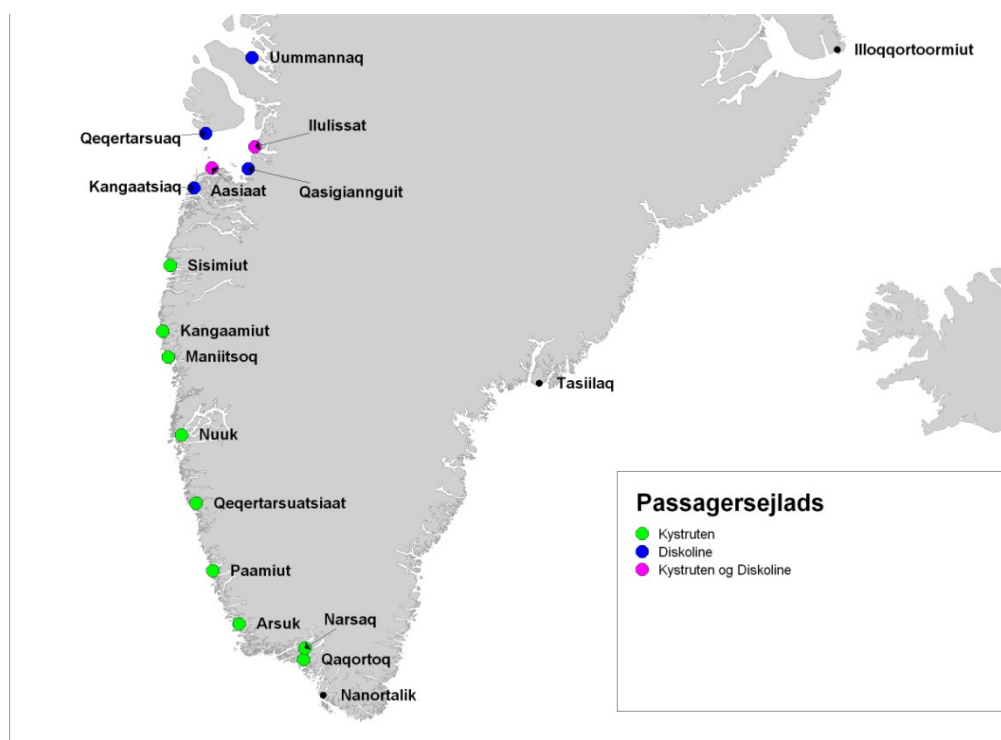 Illoqqortoormiut
Uummannaq
Ilulissat
Qeqertarsuaq
Kangaatsiaq
Aasiaat
Qasigiannguit
Sisimiut
Kangaamiut
Maniitsoq
Tasiilaq
Nuuk
Qeqertarsuatsiaat
Paamiut
Arsuk
Narsaq
Qaqortoq
Nanortalik
Passagersejlads
Kystruten
Diskoline
Kystruten og Diskoline